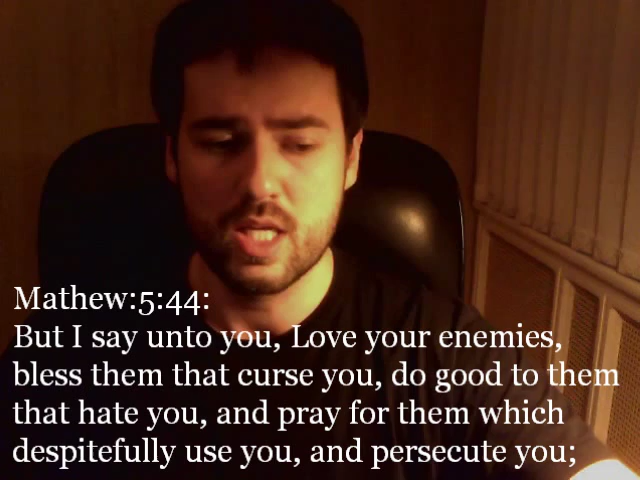 Mathew:5:44:
But I say unto you, Love your enemies,
bless them that curse you, do good to them
that hate you, and pray for them which
despitefully use you, and persecute you;